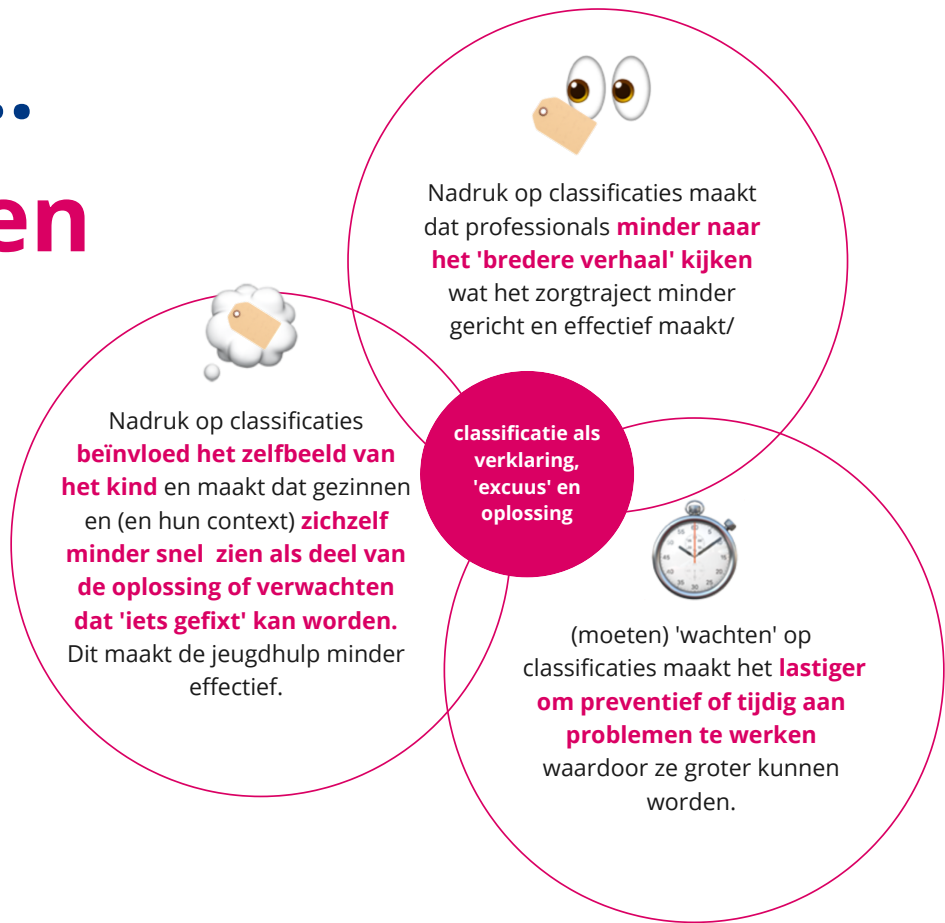 ..
en
Nadruk op classificaties maakt
dat professionals minder naar
het 'bredere verhaal' kijken
wat het zorgtraject minder
gericht en effectief maakt/
Nadruk op classificaties
beïnvloed het zelfbeeld van
het kind en maakt dat gezinnen
en (en hun context) zichzelf
minder snel  zien als deel van
de oplossing of verwachten
dat 'iets gefixt' kan worden.
Dit maakt de jeugdhulp minder
effectief.
classificatie als
verklaring,
'excuus' en
oplossing
(moeten) 'wachten' op
classificaties maakt het lastiger
om preventief of tijdig aan
problemen te werken
waardoor ze groter kunnen
worden.